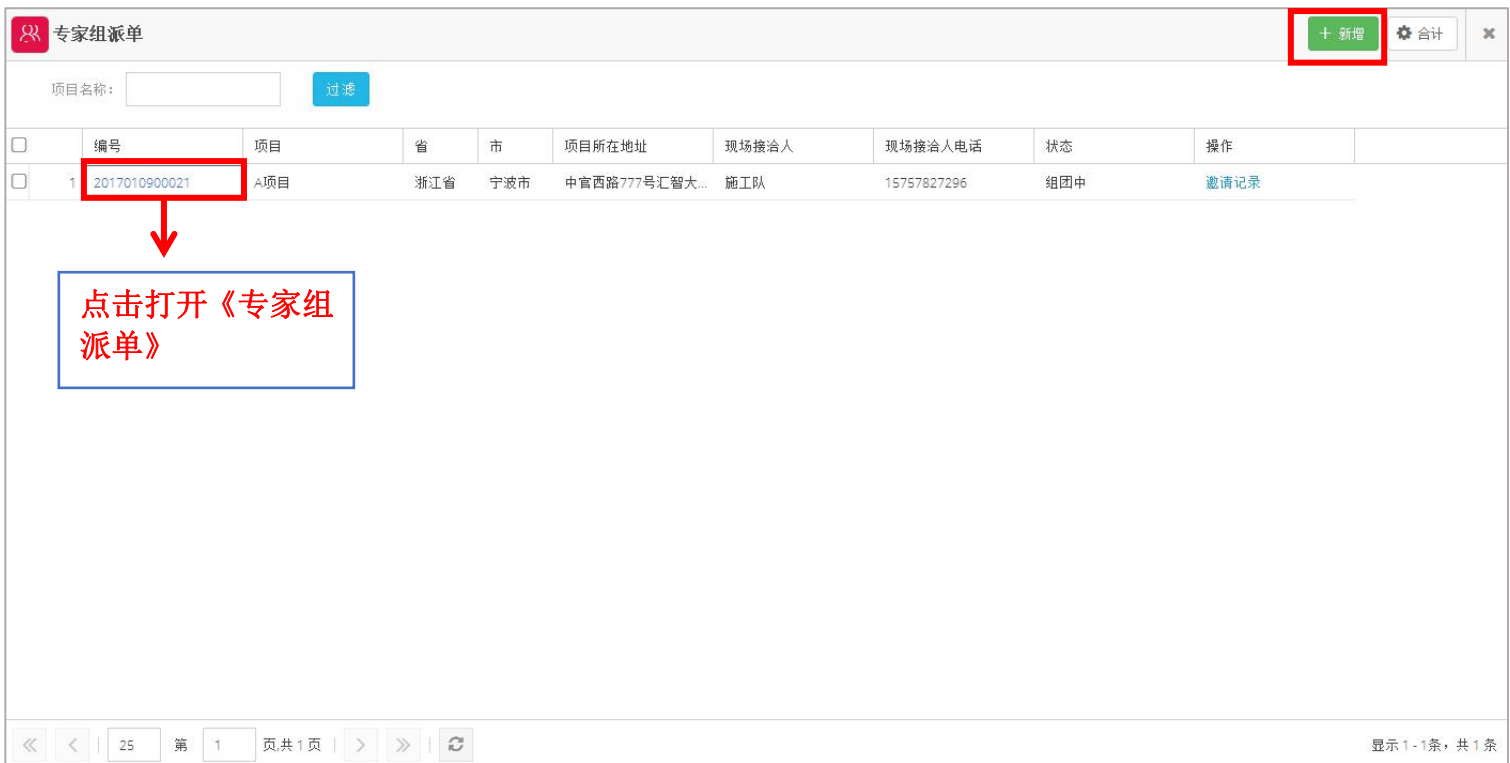 专家组派单
+ 新增
合计
项目名称：
过滤
编号 项目 省 市 项目所在地址 现场接洽人 现场接洽人电话 状态 操作
1 2017010900021 A项目 浙江省 宁波市 中官西路777号汇智大... 施工队 15757827296 组团中 邀请记录
点击打开《专家组
派单》
25 第 1 页,共 1 页
显示 1 - 1条，共 1 条